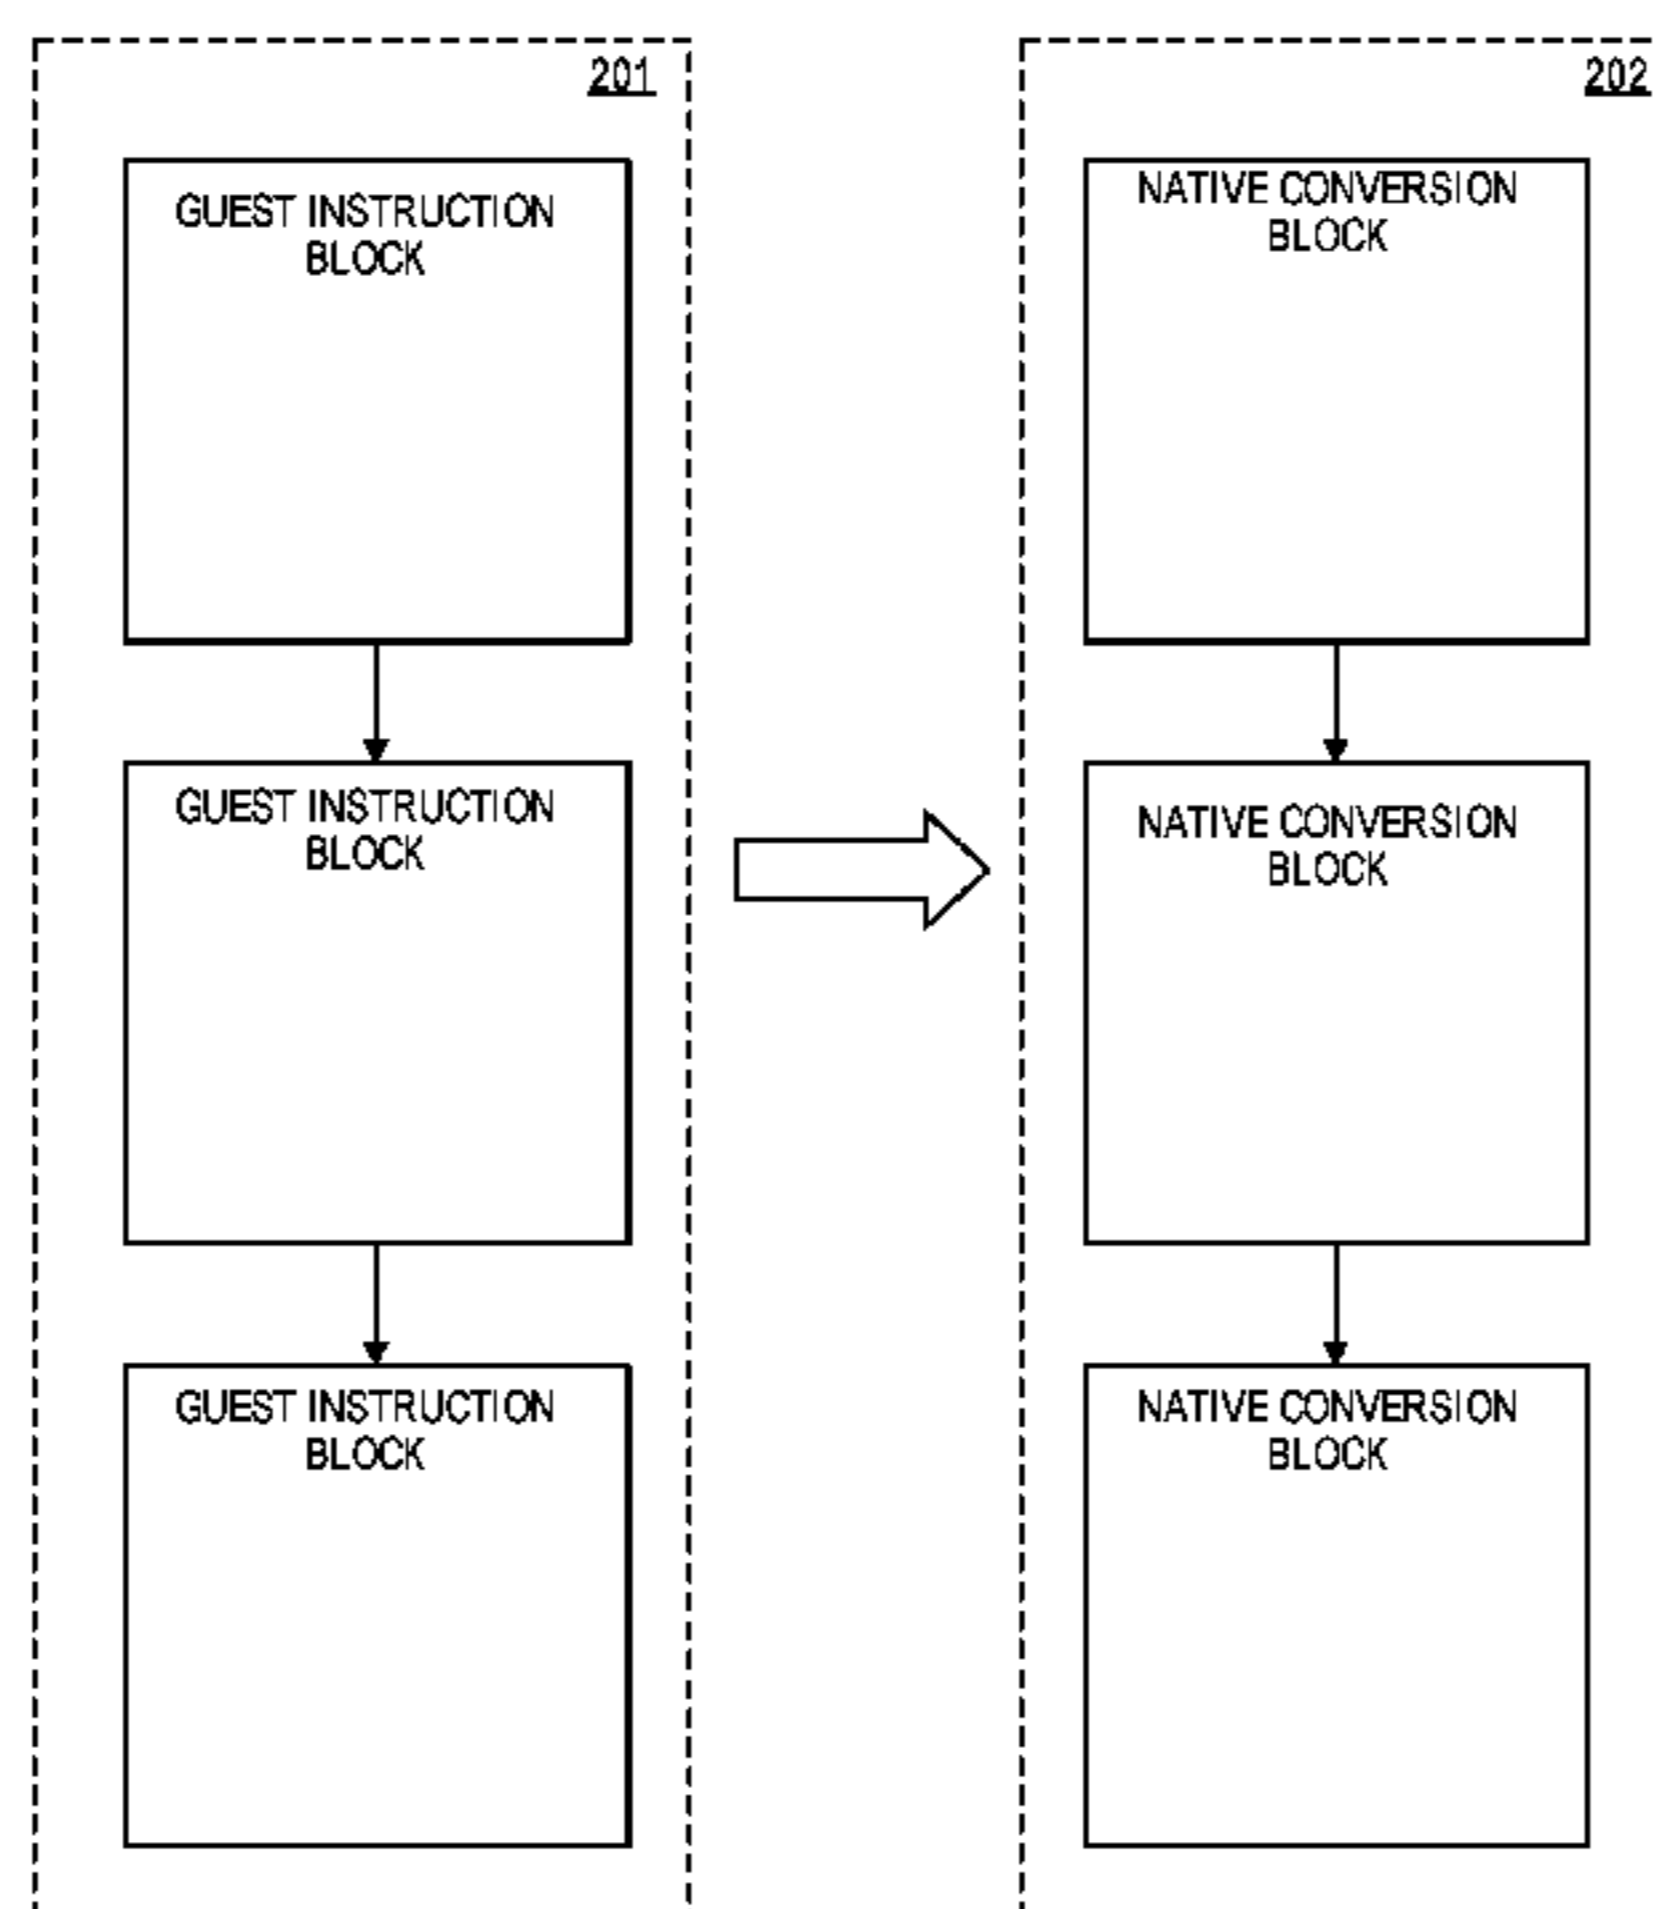 201
GUEST INSTRUCTION
BLOCK
GUEST INSTRUCTION
BLOCK
GUEST INSTRUCTION
BLOCK
202
NATIVE CONVERSION
BLOCK
NATIVE CONVERSION
BLOCK
NATIVE CONVERSION
BLOCK